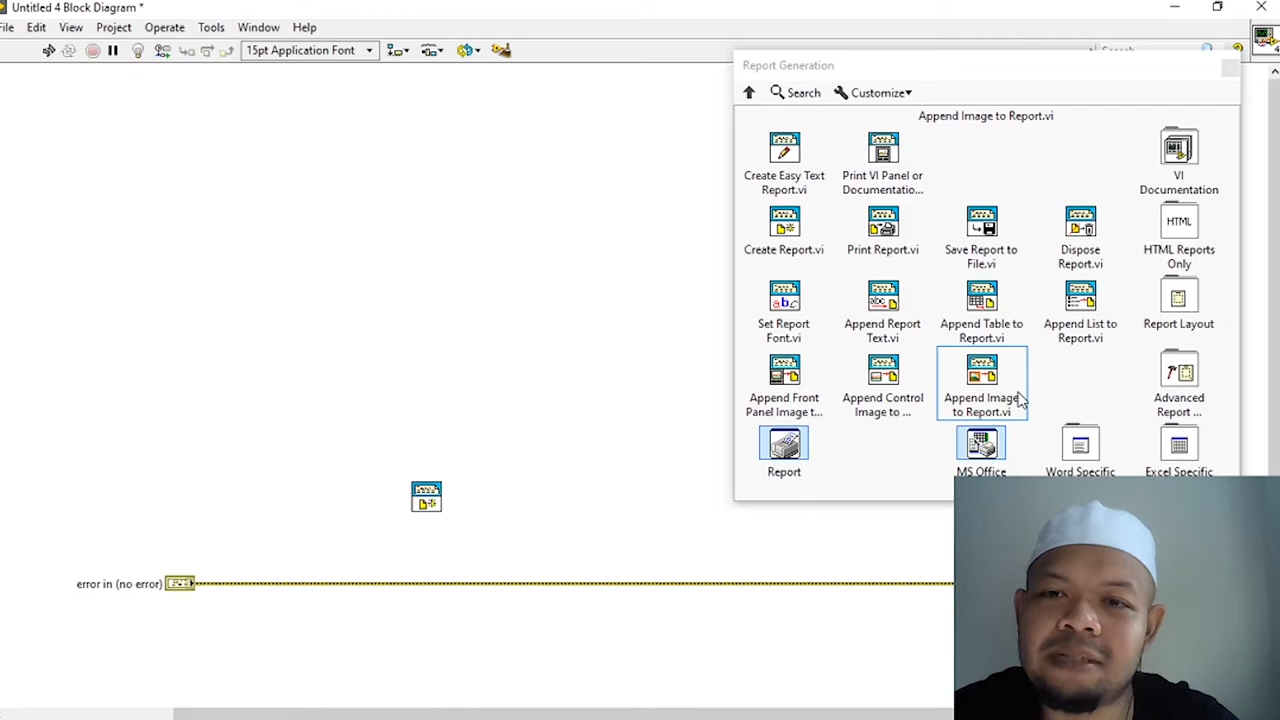 Untitled 4 Block Diagram *
File Edit View Project Operate Tools Window Help
15pt Application Font
Search
Report Generation
Search Customize
Append Image to Report.vi
Create Easy Text
Report.vi
Print VI Panel or
Documentatio...
VI
Documentation
Create Report.vi
Print Report.vi
Save Report to
File.vi
Dispose
Report.vi
HTML
HTML Reports
Only
abc
Set Report
Font.vi
abc
Append Report
Text.vi
Append Table to
Report.vi
Append List to
Report.vi
Report Layout
Append Front
Panel Image t...
Append Control
Image to ...
Append Image
to Report.vi
Advanced
Report ...
Report
MS Office
Word Specific
Excel Specific
error in (no error)